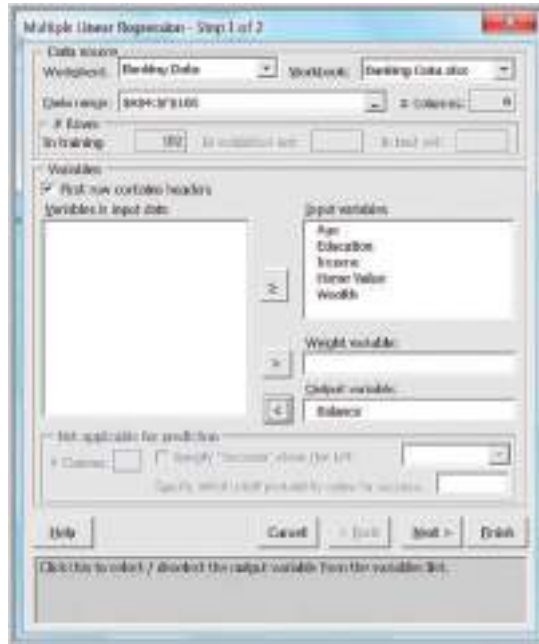 Multiple Linear Regression - Step 1 of 2
Data source
Worksheet: Banking Data Workbook: Banking Data.xlsx
Data range: # Columns: 6
# Rows
In training In validation set: In test set:
Variables
First row contains headers
Variables in input data Input variables
Age
Education
Income
Home Value
Wealth
>
Weight variable:
>
Output variable:
< Balance
Not applicable for prediction
# Classes: Specify "Success" class (for Lift)
Specify initial cutoff probability value for success:
Help Cancel < Back Next > Finish
Click this to select / deselect the output variable from the variables list.